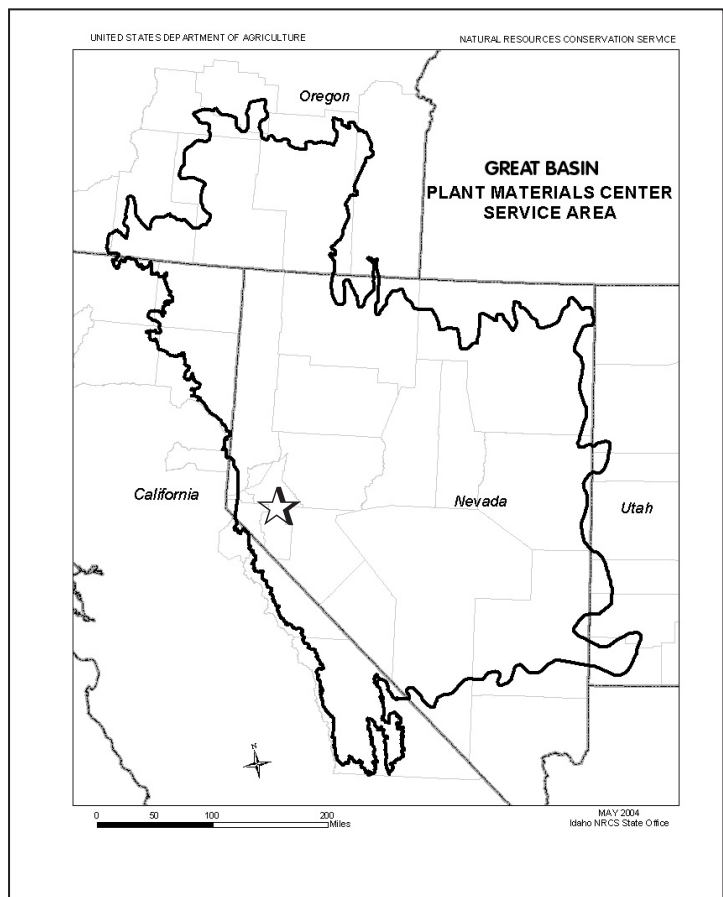 UNITED STATES DEPARTMENT OF AGRICULTURE
NATURAL RESOURCES CONSERVATION SERVICE
Oregon
GREAT BASIN
PLANT MATERIALS CENTER
SERVICE AREA
California
Nevada
Utah
N
0 50 100 200
Miles
MAY 2004
Idaho NRCS State Office